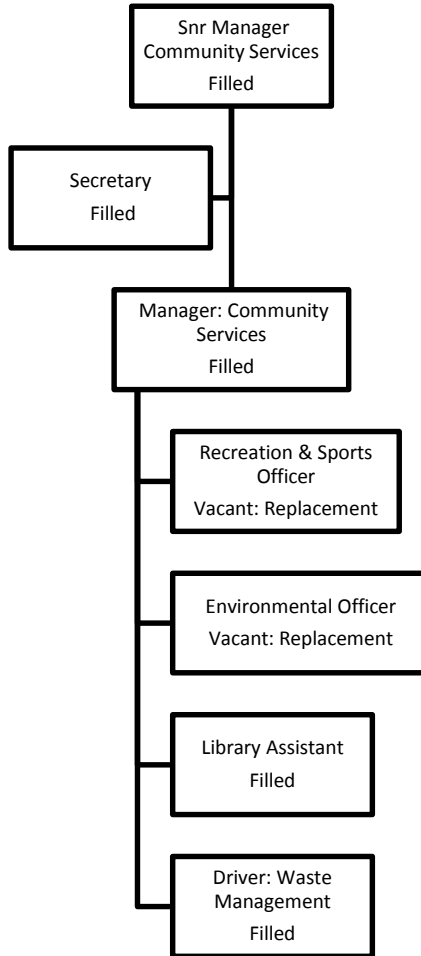 Snr Manager
Community Services
Filled
Secretary
Filled
Manager: Community
Services
Filled
Recreation & Sports
Officer
Vacant: Replacement
Environmental Officer
Vacant: Replacement
Library Assistant
Filled
Driver: Waste
Management
Filled